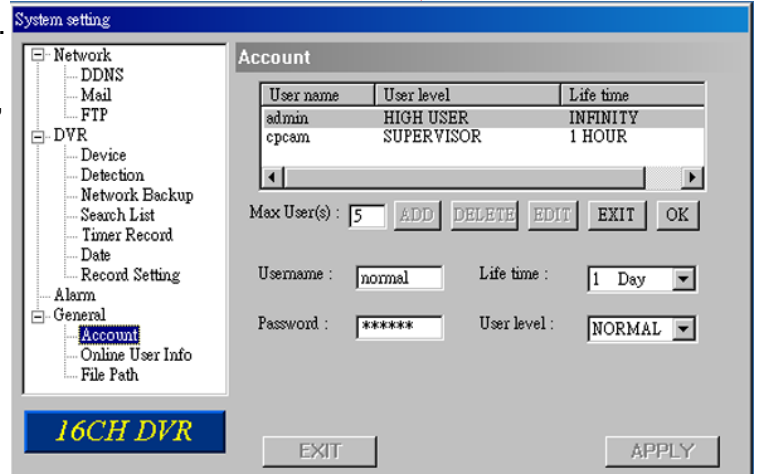 System setting
Network
DDNS
Mail
FTP
DVR
Device
Detection
Network Backup
Search List
Timer Record
Date
Record Setting
Alarm
General
Account
Online User Info
File Path
16CH DVR
Account
User name User level Life time
admin HIGH USER INFINITY
cpcam SUPERVISOR 1 HOUR
Max User(s) : 5 ADD DELETE EDIT EXIT OK
Username : normal Life time : 1 Day
Password : ****** User level : NORMAL
EXIT APPLY